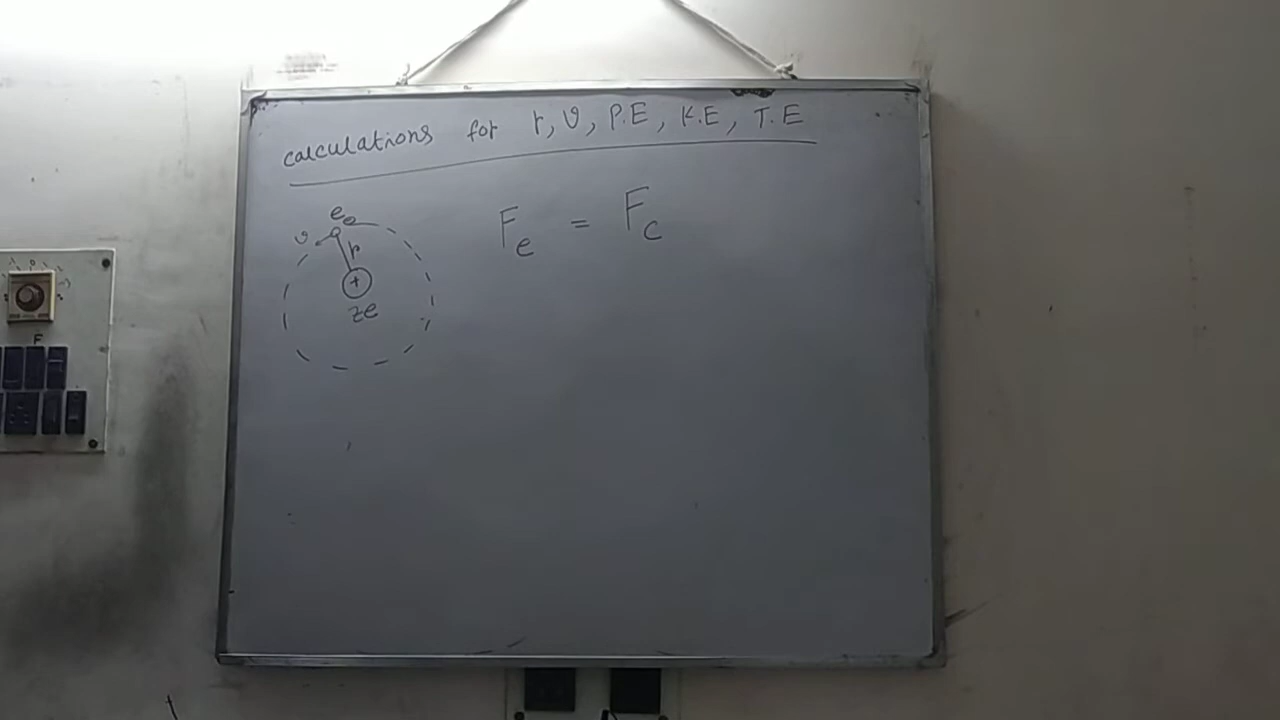 calculations for r, v, P.E, K.E, T.E
e
v
r
+
ze
Fe = Fc
F